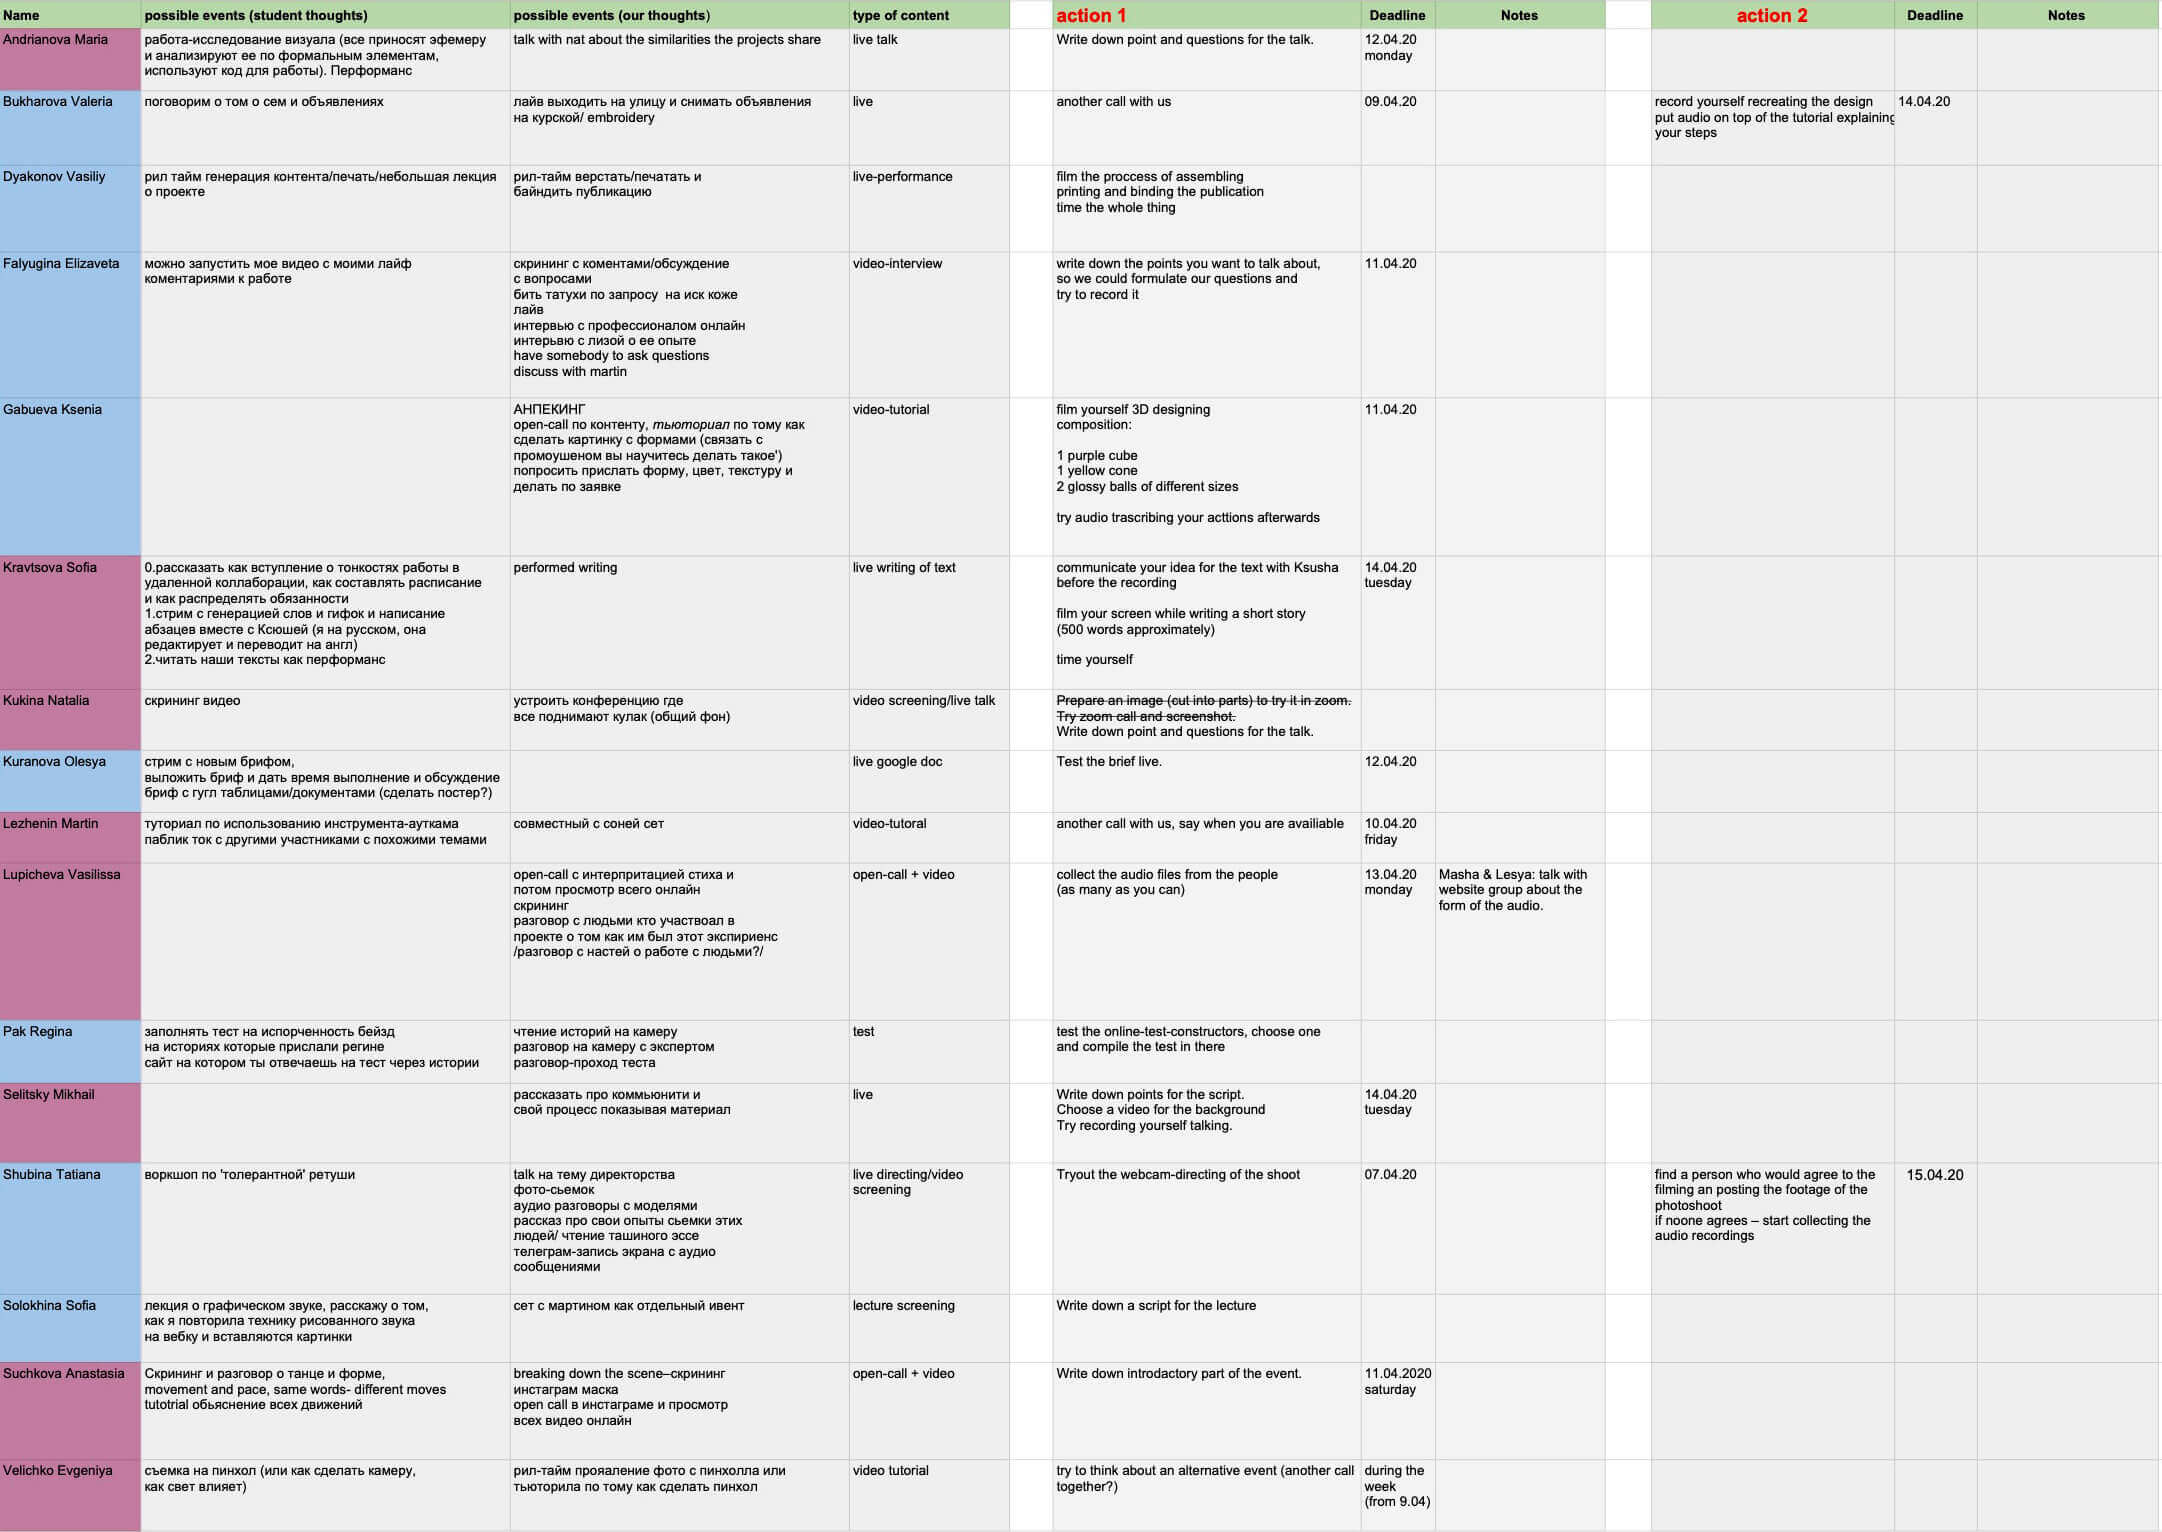 Name possible events (student thoughts) possible events (our thoughts) type of content action 1 Deadline Notes action 2 Deadline Notes
Andrianova Maria
работа-исследование визуала (все приносят эфемеру
и анализируют ее по формальным элементам,
используют код для работы). Перформанс
talk with nat about the similarities the projects share
live talk
Write down point and questions for the talk.
12.04.20
monday
Bukharova Valeria
поговорим о том о сем и объявлениях
лайв выходить на улицу и снимать объявления
на курской/ embroidery
live
another call with us
09.04.20
record yourself recreating the design
put audio on top of the tutorial explaining
your steps
14.04.20
Dyakonov Vasiliy
рил тайм генерация контента/печать/небольшая лекция
о проекте
рил-тайм верстать/печатать и
байндить публикацию
live-performance
film the proccess of assembling
printing and binding the publication
time the whole thing
Falyugina Elizaveta
можно запустить мое видео с моими лайф
коментариями к работе
скрининг с коментами/обсуждение
с вопросами
бить татухи по запросу на иск коже
лайв
интервью с профессионалом онлайн
интерьвю с лизой о ее опыте
have somebody to ask questions
discuss with martin
video-interview
write down the points you want to talk about,
so we could formulate our questions and
try to record it
11.04.20
Gabueva Ksenia
АНПЕКИНГ
open-call по контенту, тьюториал по тому как
сделать картинку с формами (связать с
промоушеном вы научитесь делать такое')
попросить прислать форму, цвет, текстуру и
делать по заявке
video-tutorial
film yourself 3D designing
composition:
1 purple cube
1 yellow cone
2 glossy balls of different sizes
try audio trascribing your acttions afterwards
11.04.20
Kravtsova Sofia
0.рассказать как вступление о тонкостях работы в
удаленной коллаборации, как составлять расписание
и как распределять обязанности
1.стрим с генерацией слов и гифок и написание
абзацев вместе с Ксюшей (я на русском, она
редактирует и переводит на англ)
2.читать наши тексты как перформанс
performed writing
live writing of text
communicate your idea for the text with Ksusha
before the recording
film your screen while writing a short story
(500 words approximately)
time yourself
14.04.20
tuesday
Kukina Natalia
скрининг видео
устроить конференцию где
все поднимают кулак (общий фон)
video screening/live talk
Prepare an image (cut into parts) to try it in zoom.
Try zoom call and screenshot.
Write down point and questions for the talk.
Kuranova Olesya
стрим с новым брифом,
выложить бриф и дать время выполнение и обсуждение
бриф с гугл таблицами/документами (сделать постер?)
live google doc
Test the brief live.
12.04.20
Lezhenin Martin
туториал по использованию инструмента-ауткама
паблик ток с другими участниками с похожими темами
совместный с соней сет
video-tutoral
another call with us, say when you are availiable
10.04.20
friday
Lupicheva Vasilissa
open-call с интерпритацией стиха и
потом просмотр всего онлайн
скрининг
разговор с людьми кто участвоал в
проекте о том как им был этот экспириенс
/разговор с настей о работе с людьми?/
open-call + video
collect the audio files from the people
(as many as you can)
13.04.20
monday
Masha & Lesya: talk with
website group about the
form of the audio.
Pak Regina
заполнять тест на испорченность бейзд
на историях которые прислали регине
сайт на котором ты отвечаешь на тест через истории
чтение историй на камеру
разговор на камеру с экспертом
разговор-проход теста
test
test the online-test-constructors, choose one
and compile the test in there
Selitsky Mikhail
рассказать про коммьюнити и
свой процесс показывая материал
live
Write down points for the script.
Choose a video for the background
Try recording yourself talking.
14.04.20
tuesday
Shubina Tatiana
воркшоп по 'толерантной' ретуши
talk на тему директорства
фото-сьемок
аудио разговоры с моделями
рассказ про свои опыты сьемки этих
людей/ чтение ташиного эссе
телеграм-запись экрана с аудио
сообщениями
live directing/video
screening
Tryout the webcam-directing of the shoot
07.04.20
find a person who would agree to the
filming an posting the footage of the
photoshoot
if noone agrees – start collecting the
audio recordings
15.04.20
Solokhina Sofia
лекция о графическом звуке, расскажу о том,
как я повторила технику рисованного звука
на вебку и вставляются картинки
сет с мартином как отдельный ивент
lecture screening
Write down a script for the lecture
Suchkova Anastasia
Скрининг и разговор о танце и форме,
movement and pace, same words- different moves
tutotrial обьяснение всех движений
breaking down the scene–скрининг
инстаграм маска
open call в инстаграме и просмотр
всех видео онлайн
open-call + video
Write down introdactory part of the event.
11.04.2020
saturday
Velichko Evgeniya
съемка на пинхол (или как сделать камеру,
как свет влияет)
рил-тайм прояаление фото с пинхолла или
тьюторила по тому как сделать пинхол
video tutorial
try to think about an alternative event (another call
together?)
during the
week
(from 9.04)